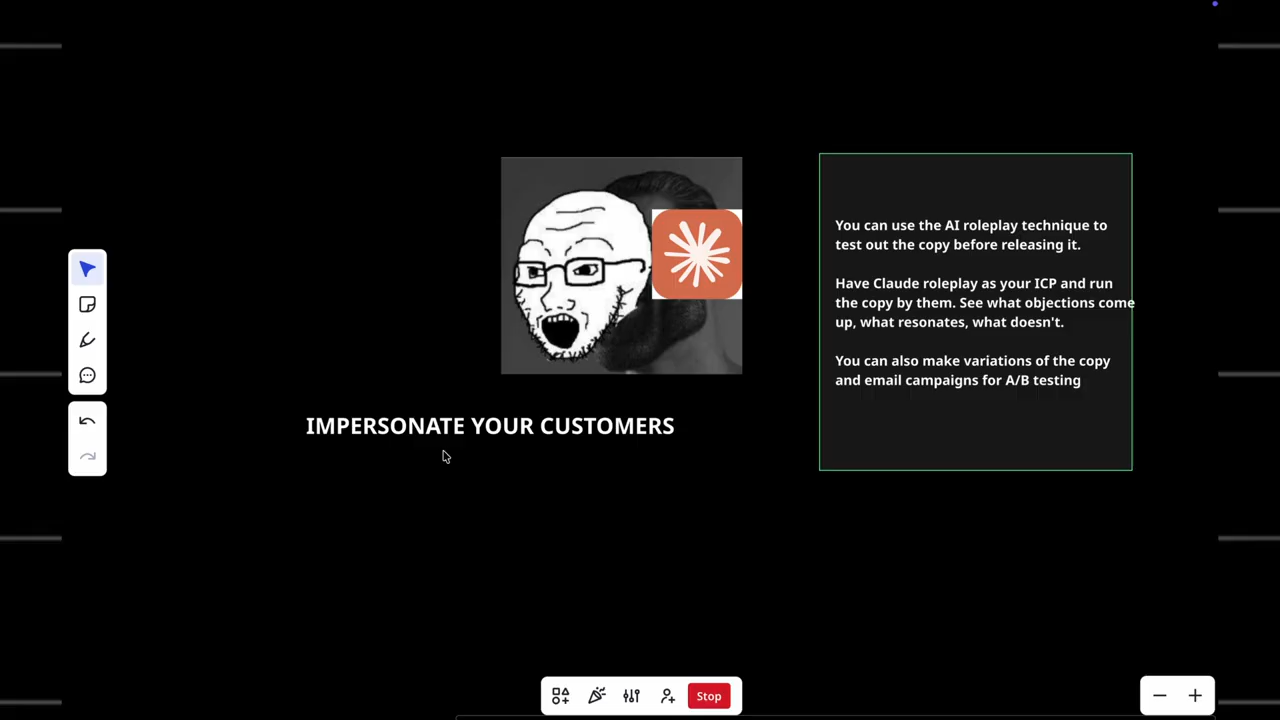 You can use the AI roleplay technique to
test out the copy before releasing it.
Have Claude roleplay as your ICP and run
the copy by them. See what objections come
up, what resonates, what doesn't.
You can also make variations of the copy
and email campaigns for A/B testing
IMPERSONATE YOUR CUSTOMERS
Stop